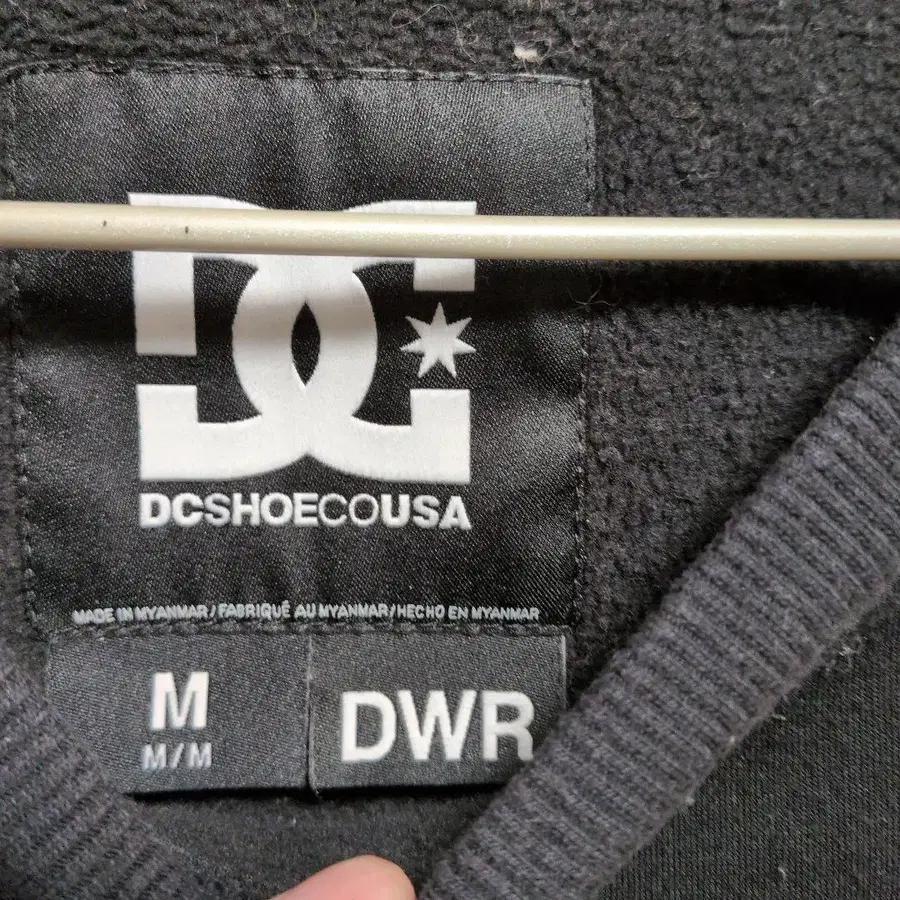 DC
DCSHOECOUSA
MADE IN MYANMAR/FABRIQUÉ AU MYANMAR/HECHO EN MYANMAR
M
M/M
DWR